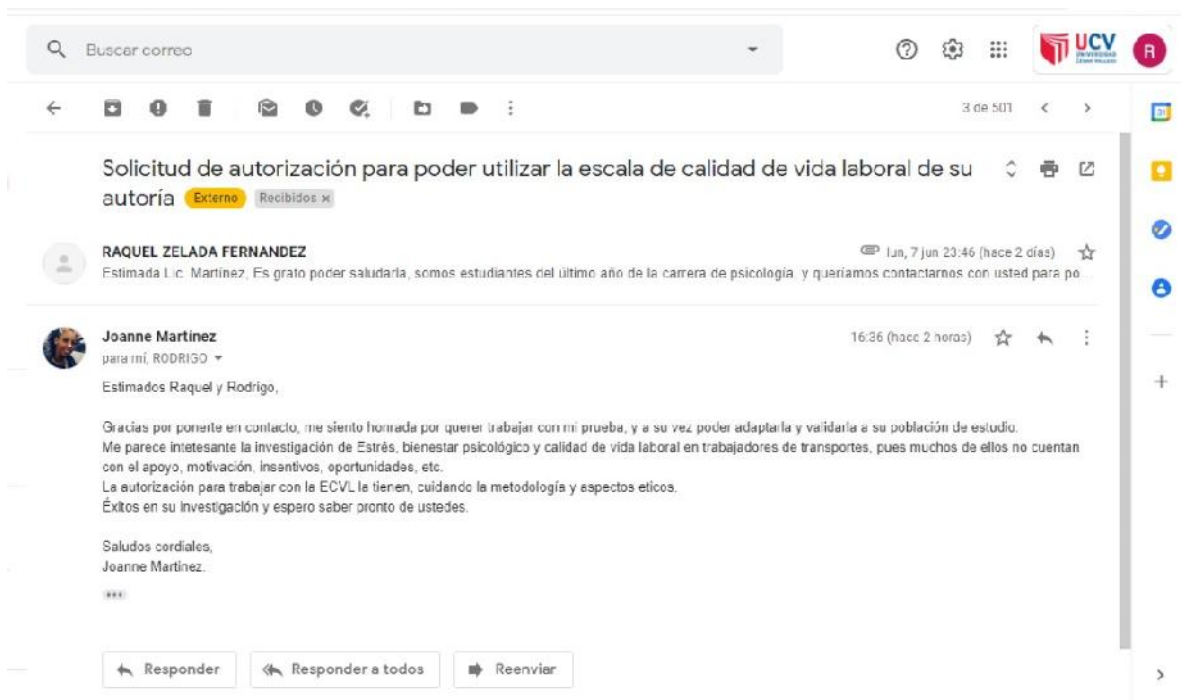 Buscar correo
UCV
UNIVERSIDAD
CÉSAR VALLEJO
R
3 de 501
31
Solicitud de autorización para poder utilizar la escala de calidad de vida laboral de su
autoría Externo Recibidos x
RAQUEL ZELADA FERNANDEZ
lun, 7 jun 23:46 (hace 2 días)
Estimada Lic. Martínez, Es grato poder saludarla, somos estudiantes del último año de la carrera de psicología y queríamos contactarnos con usted para po...
Joanne Martinez
16:36 (hace 2 horas)
para mí, RODRIGO
Estimados Raquel y Rodrigo,
Gracias por ponerte en contacto, me siento honrada por querer trabajar con mi prueba, y a su vez poder adaptarla y validarla a su población de estudio.
Me parece intetesante la investigación de Estrés, bienestar psicológico y calidad de vida laboral en trabajadores de transportes, pues muchos de ellos no cuentan
con el apoyo, motivación, insentivos, oportunidades, etc.
La autorización para trabajar con la ECVL la tienen, cuidando la metodología y aspectos eticos.
Éxitos en su investigación y espero saber pronto de ustedes.
Saludos cordiales,
Joanne Martinez.
Responder
Responder a todos
Reenviar